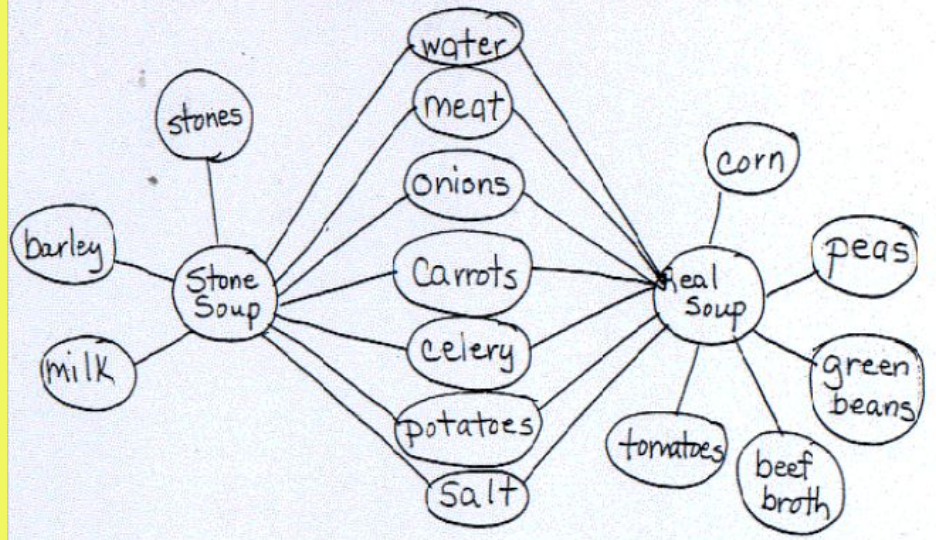 water
meat
onions
Carrots
celery
potatoes
Salt
stones
barley
milk
Stone
Soup
Real
Soup
corn
peas
green
beans
beef
broth
tomatoes